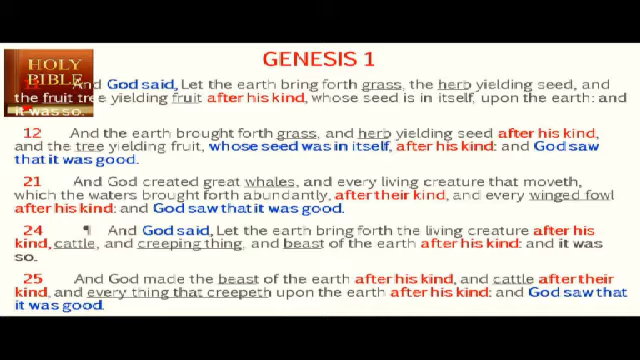 HOLY
BIBLE
GENESIS 1
11 And God said, Let the earth bring forth grass, the herb yielding seed, and
the fruit tree yielding fruit after his kind, whose seed is in itself, upon the earth: and
it was so.
12 And the earth brought forth grass, and herb yielding seed after his kind,
and the tree yielding fruit, whose seed was in itself, after his kind: and God saw
that it was good.
21 And God created great whales, and every living creature that moveth,
which the waters brought forth abundantly, after their kind, and every winged fowl
after his kind: and God saw that it was good.
24 ¶ And God said, Let the earth bring forth the living creature after his
kind, cattle, and creeping thing, and beast of the earth after his kind: and it was
so.
25 And God made the beast of the earth after his kind, and cattle after their
kind, and every thing that creepeth upon the earth after his kind: and God saw that
it was good.